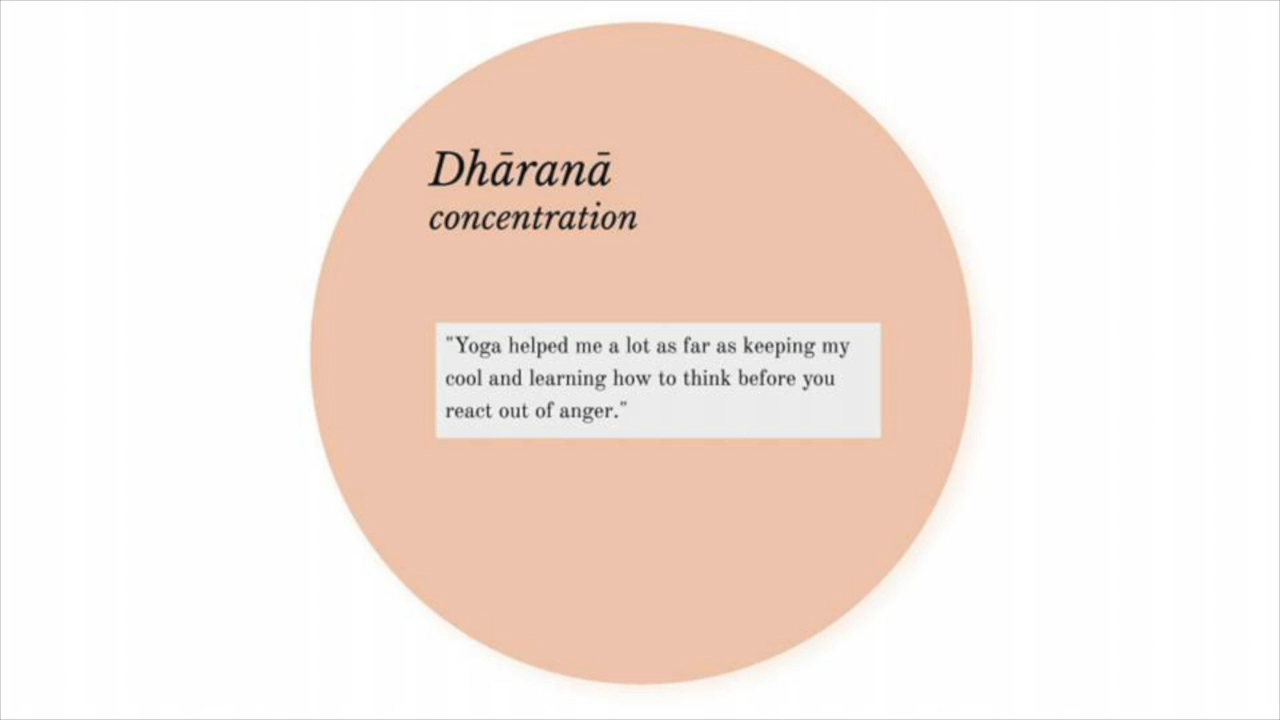 Dhāranā
concentration
"Yoga helped me a lot as far as keeping my
cool and learning how to think before you
react out of anger."